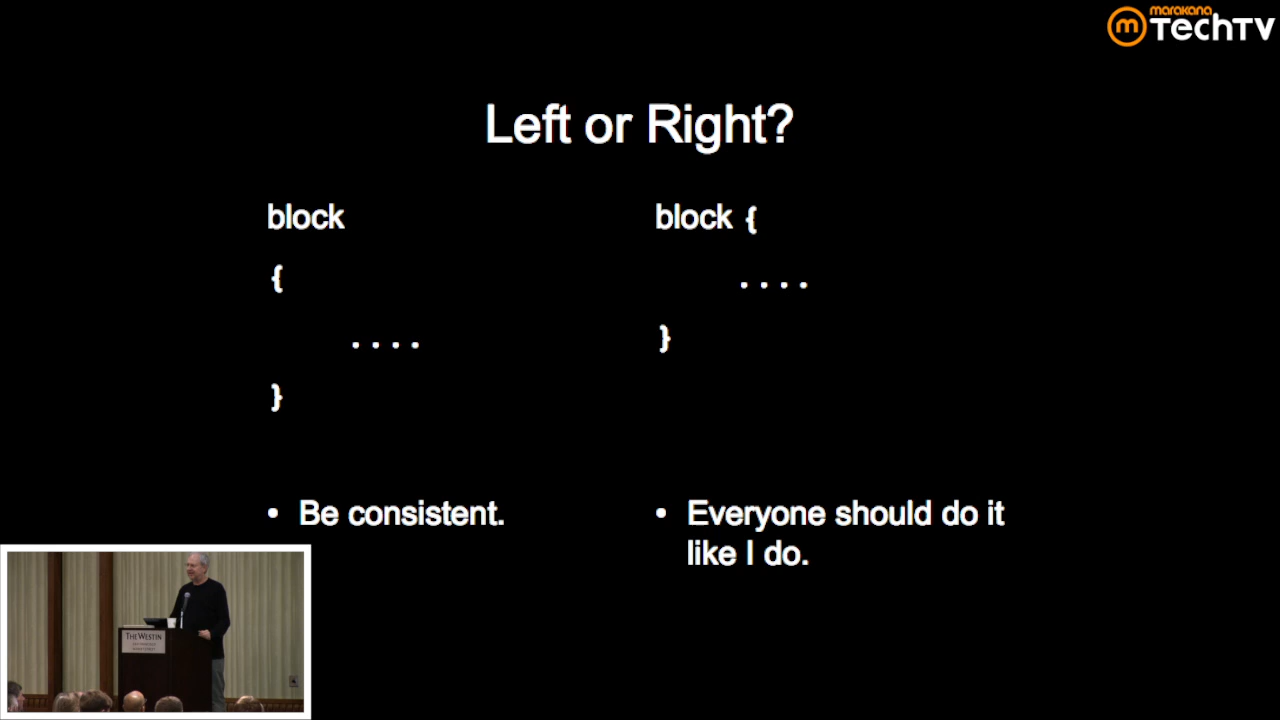 marakana
m TechTV
Left or Right?
block
{
. . . .
}
block {
. . . .
}
• Be consistent.
• Everyone should do it
like I do.
THE WESTIN